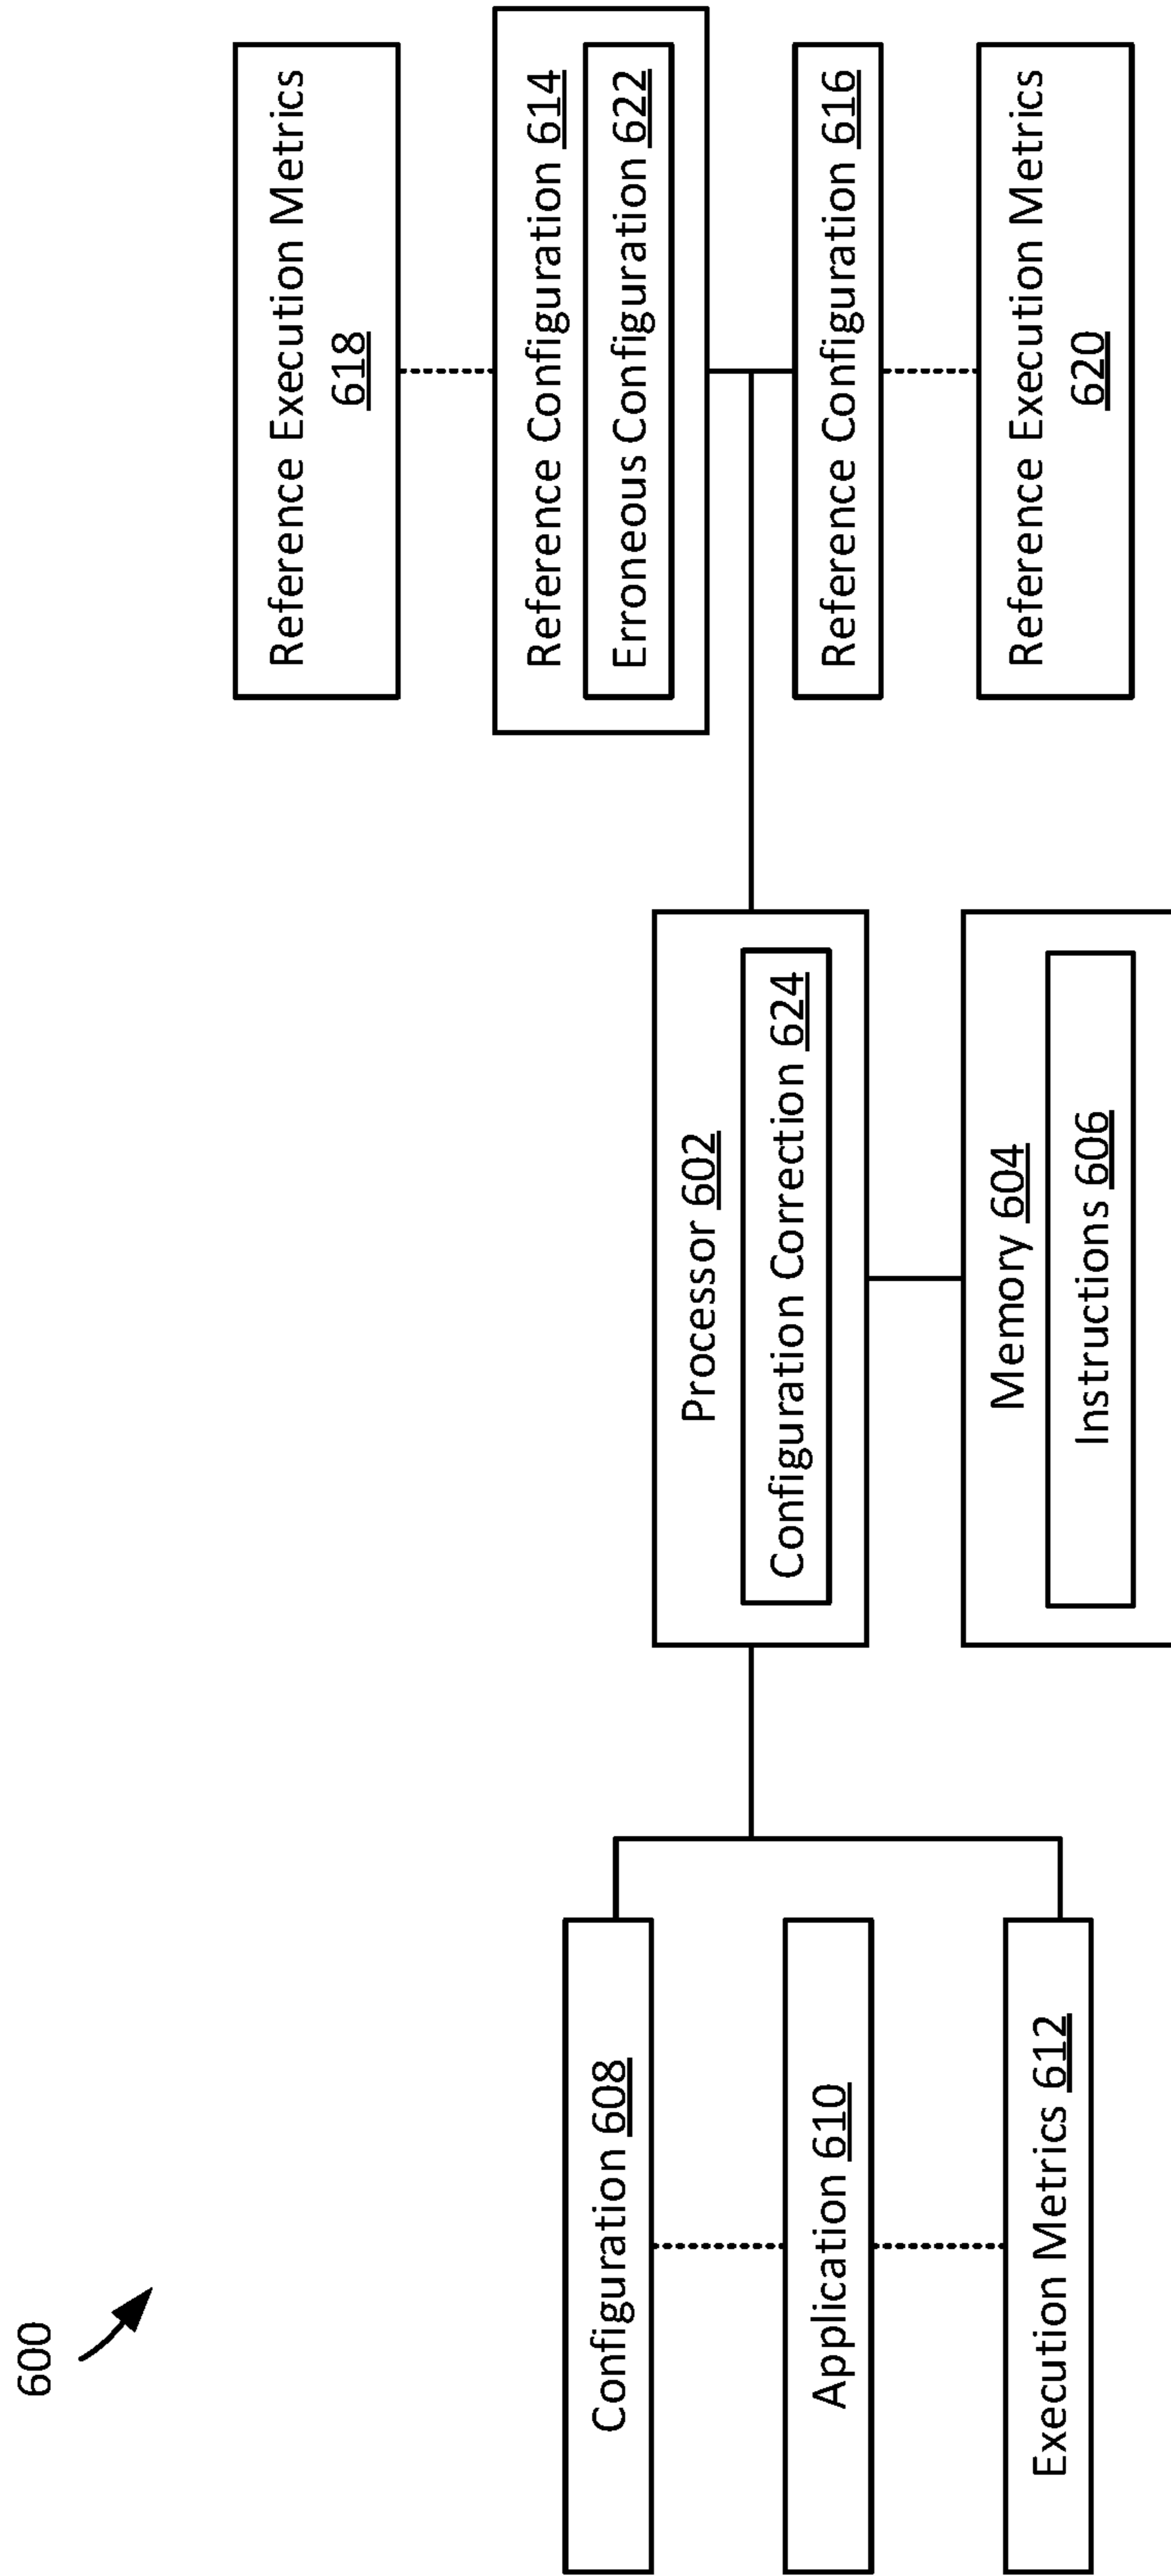 600
Configuration 608
Application 610
Execution Metrics 612
Processor 602
Configuration Correction 624
Memory 604
Instructions 606
Reference Execution Metrics
618
Reference Configuration 614
Erroneous Configuration 622
Reference Configuration 616
Reference Execution Metrics
620